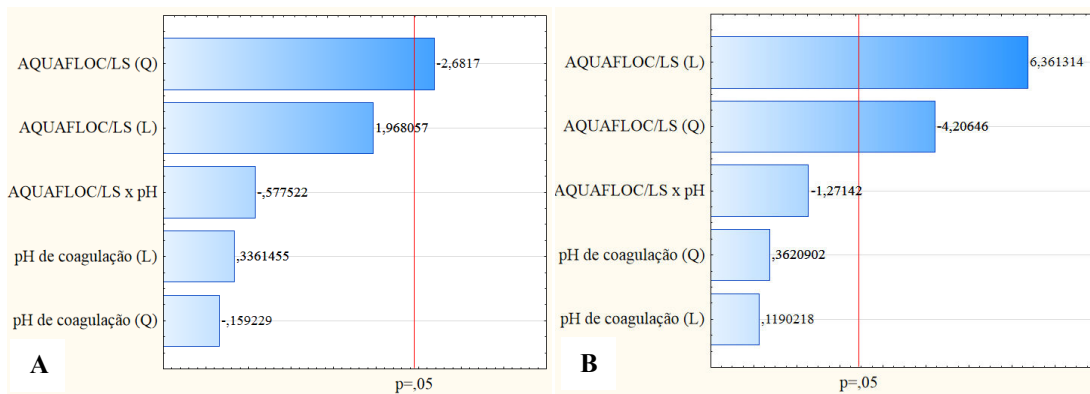 AQUAFLOC/LS (Q)
-2,6817
AQUAFLOC/LS (L)
1,968057
AQUAFLOC/LS x pH
-,577522
pH de coagulação (L)
,3361455
pH de coagulação (Q)
-,159229
A
p=,05
AQUAFLOC/LS (L)
6,361314
AQUAFLOC/LS (Q)
-4,20646
AQUAFLOC/LS x pH
-1,27142
pH de coagulação (Q)
,3620902
pH de coagulação (L)
,1190218
B
p=,05